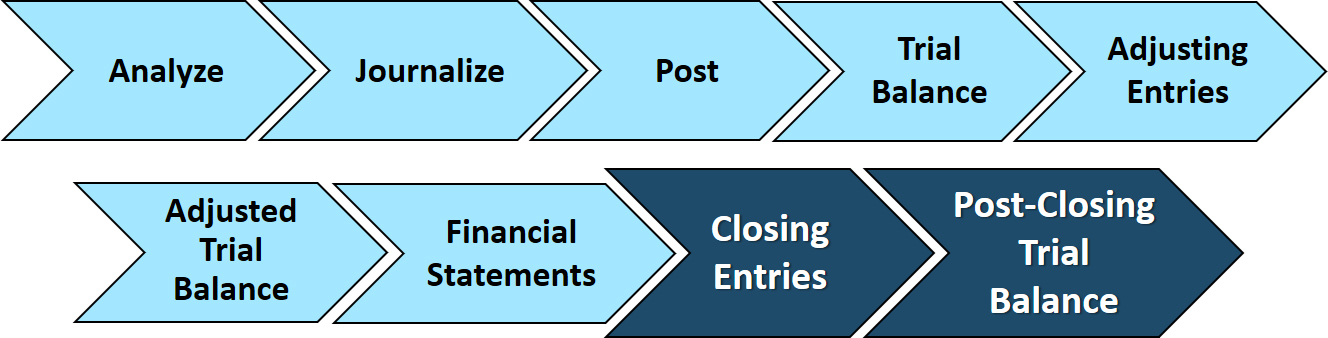 Analyze
Journalize
Post
Trial
Balance
Adjusting
Entries
Adjusted
Trial
Balance
Financial
Statements
Closing
Entries
Post-Closing
Trial
Balance